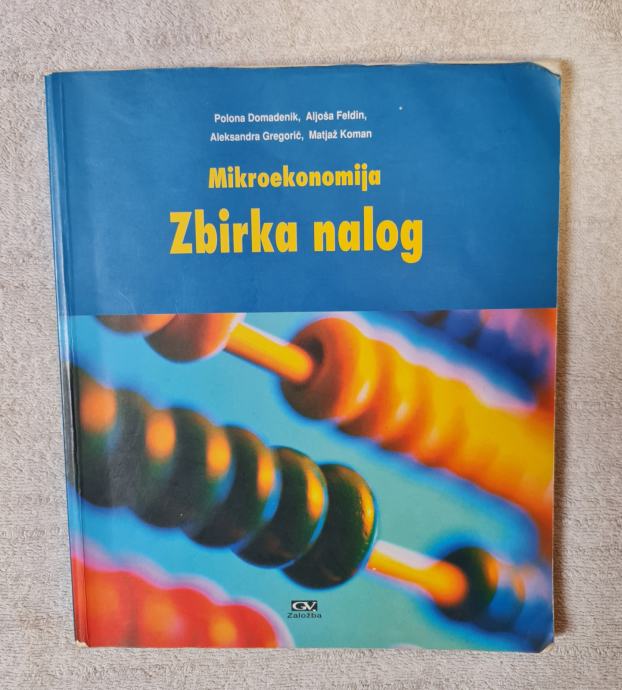 Polona Domadenik, Aljoša Feldin,
Aleksandra Gregorič, Matjaž Koman
Mikroekonomija
Zbirka nalog
GV
Založba